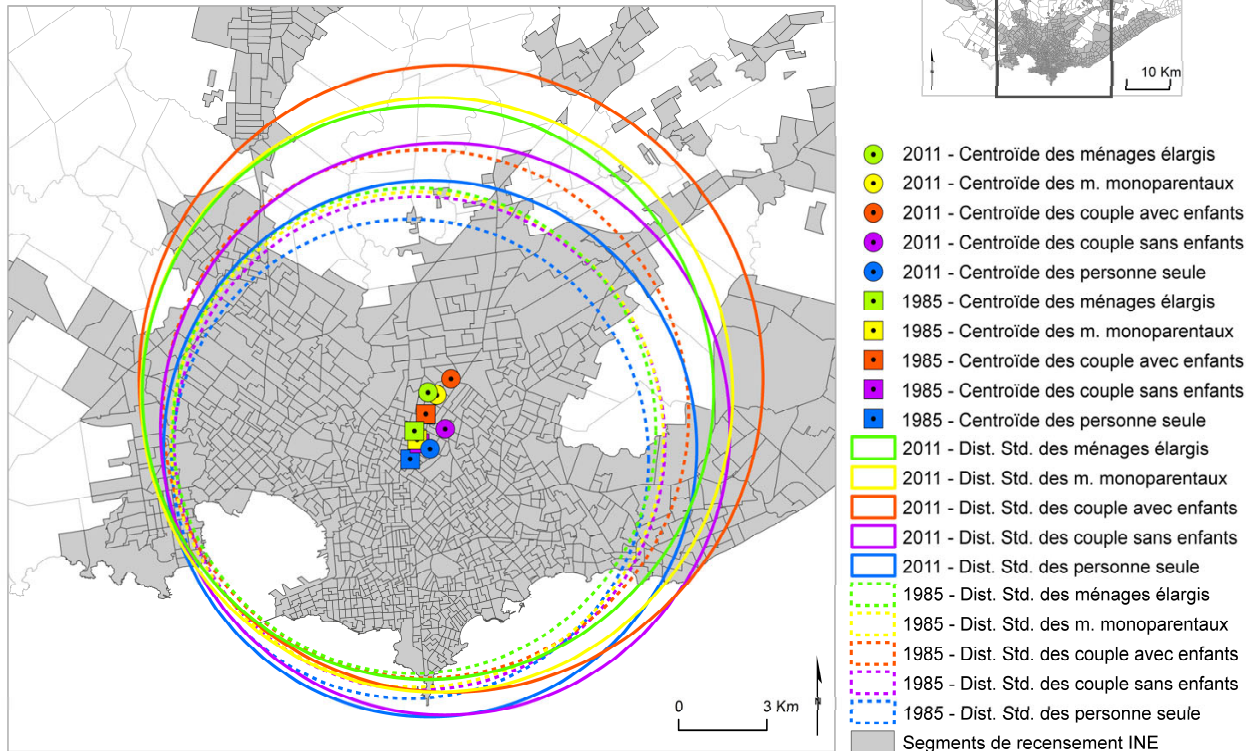 10 Km
2011 - Centroïde des ménages élargis
2011 - Centroïde des m. monoparentaux
2011 - Centroïde des couple avec enfants
2011 - Centroïde des couple sans enfants
2011 - Centroïde des personne seule
1985 - Centroïde des ménages élargis
1985 - Centroïde des m. monoparentaux
1985 - Centroïde des couple avec enfants
1985 - Centroïde des couple sans enfants
1985 - Centroïde des personne seule
2011 - Dist. Std. des ménages élargis
2011 - Dist. Std. des m. monoparentaux
2011 - Dist. Std. des couple avec enfants
2011 - Dist. Std. des couple sans enfants
2011 - Dist. Std. des personne seule
1985 - Dist. Std. des ménages élargis
1985 - Dist. Std. des m. monoparentaux
1985 - Dist. Std. des couple avec enfants
1985 - Dist. Std. des couple sans enfants
1985 - Dist. Std. des personne seule
Segments de recensement INE
0 3 Km
N